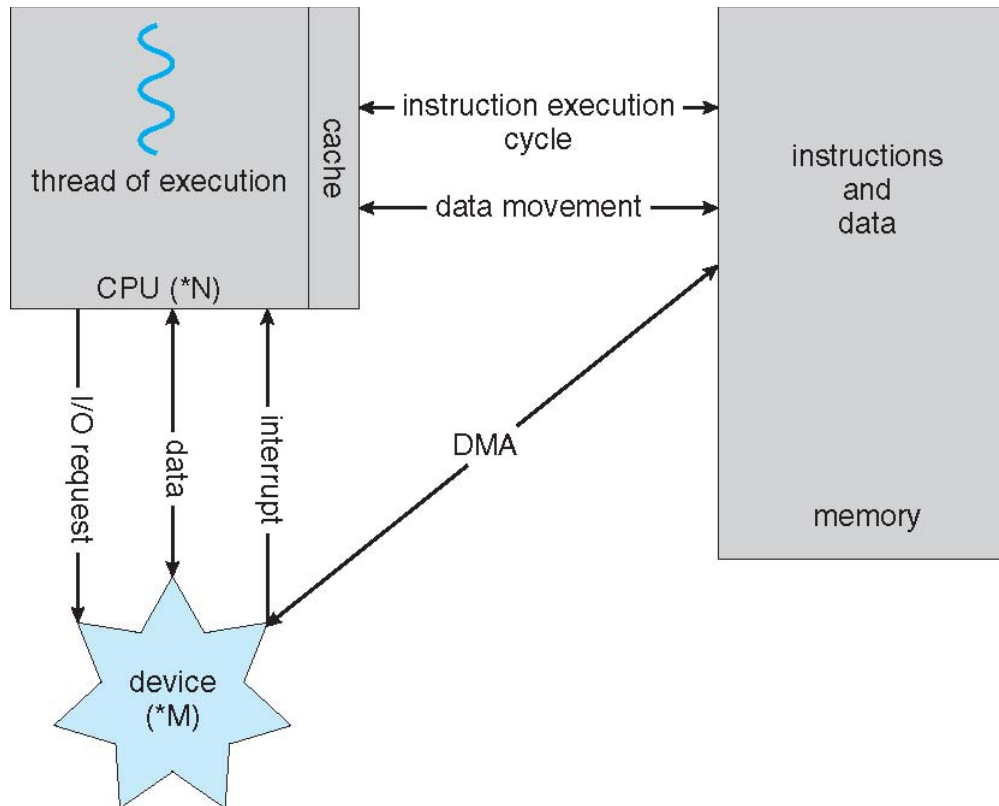 thread of execution
cache
CPU (*N)
instruction execution
cycle
data movement
instructions
and
data
memory
I/O request
data
interrupt
DMA
device
(*M)